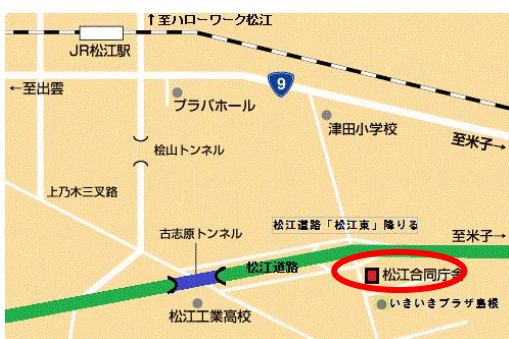 ↑至ハローワーク松江
JR松江駅
←至出雲
9
プラバホール
津田小学校
至米子→
桧山トンネル
上乃木三叉路
松江道路「松江東」降りる
古志原トンネル
至米子→
松江道路
松江合同庁舎
いきいきプラザ島根
松江工業高校